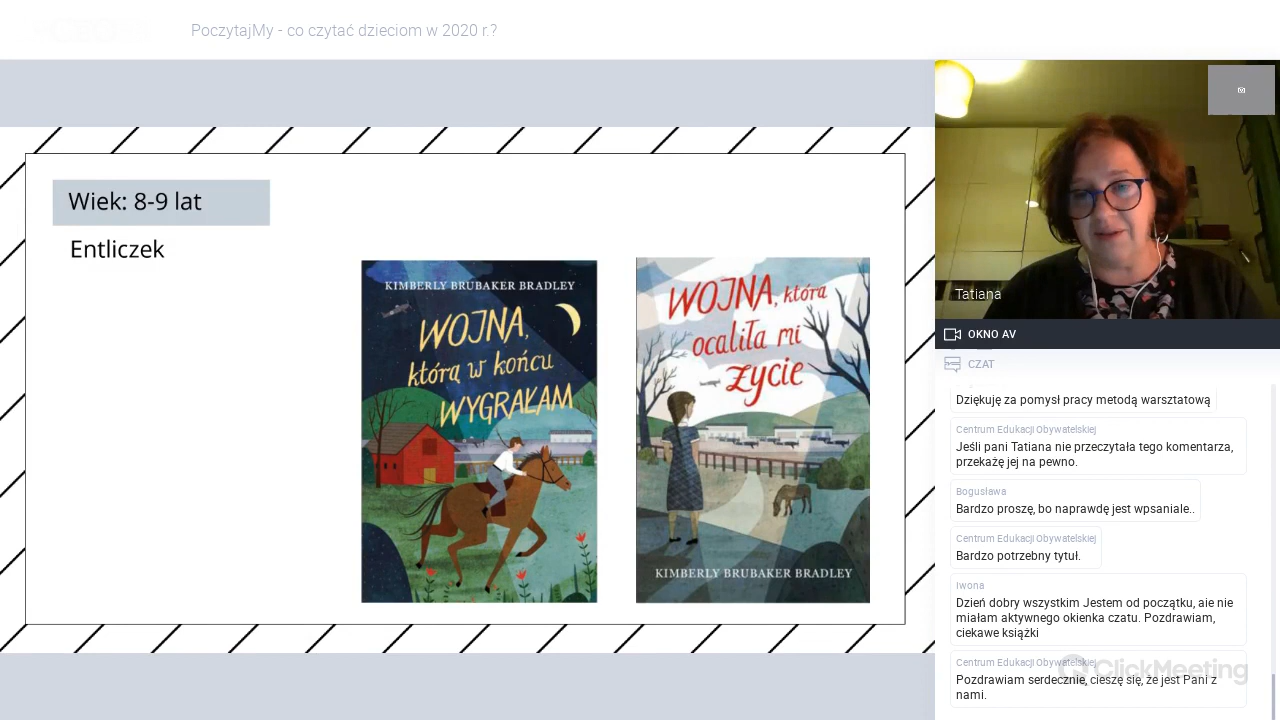 PoczytajMy - co czytać dzieciom w 2020 r.?
Wiek: 8-9 lat
Entliczek
KIMBERLY BRUBAKER BRADLEY
WOJNA,
którą w końcu
WYGRAŁAM
WOJNA, która
ocaliła mi
życie
KIMBERLY BRUBAKER BRADLEY
Tatiana
OKNO AV
CZAT
Dziękuję za pomysł pracy metodą warsztatową
Centrum Edukacji Obywatelskiej
Jeśli pani Tatiana nie przeczytała tego komentarza,
przekażę jej na pewno.
Bogusława
Bardzo proszę, bo naprawdę jest wpsaniale..
Centrum Edukacji Obywatelskiej
Bardzo potrzebny tytuł.
Iwona
Dzień dobry wszystkim Jestem od początku, aie nie
miałam aktywnego okienka czatu. Pozdrawiam,
ciekawe książki
Centrum Edukacji Obywatelskiej
Pozdrawiam serdecznie, cieszę się, że jest Pani z
nami.
ClickMeeting